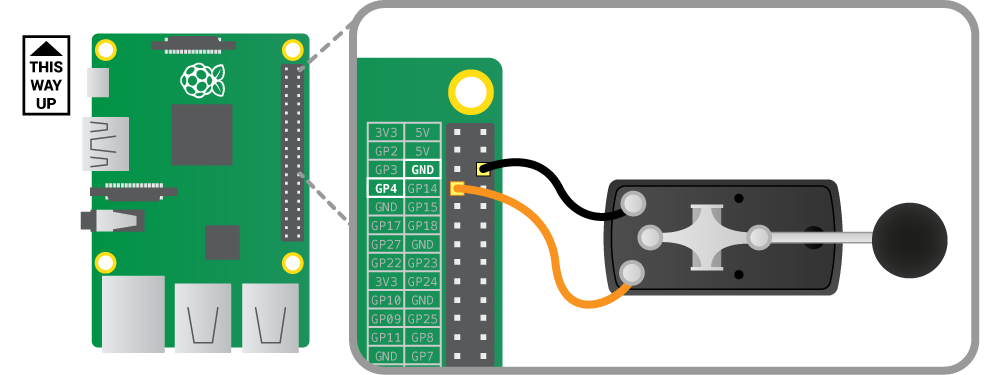 THIS
WAY
UP
3V3 5V
GP2 5V
GP3 GND
GP4 GP14
GND GP15
GP17 GP18
GP27 GND
GP22 GP23
3V3 GP24
GP10 GND
GP09 GP25
GP11 GP8
GND GP7